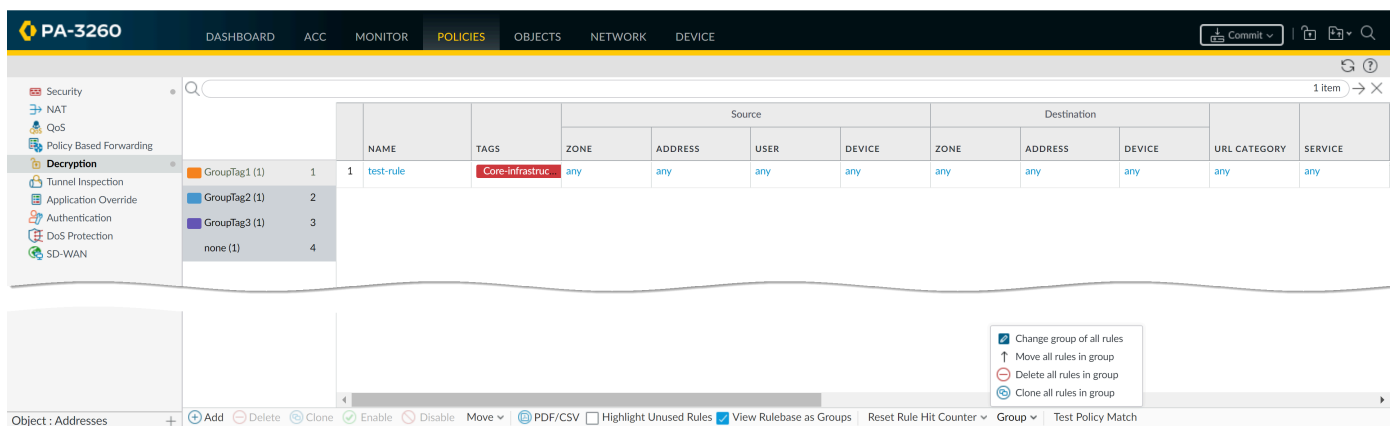 PA-3260
DASHBOARD ACC MONITOR POLICIES OBJECTS NETWORK DEVICE Commit
1 item
Security
NAT
QoS
Policy Based Forwarding
Decryption
Tunnel Inspection
Application Override
Authentication
DoS Protection
SD-WAN
GroupTag1 (1) 1
GroupTag2 (1) 2
GroupTag3 (1) 3
none (1) 4
Source Destination
NAME TAGS ZONE ADDRESS USER DEVICE ZONE ADDRESS DEVICE URL CATEGORY SERVICE
1 test-rule Core-infrastruc... any any any any any any any any any
Change group of all rules
Move all rules in group
Delete all rules in group
Clone all rules in group
Object : Addresses +
Add Delete Clone Enable Disable Move PDF/CSV Highlight Unused Rules View Rulebase as Groups Reset Rule Hit Counter Group Test Policy Match